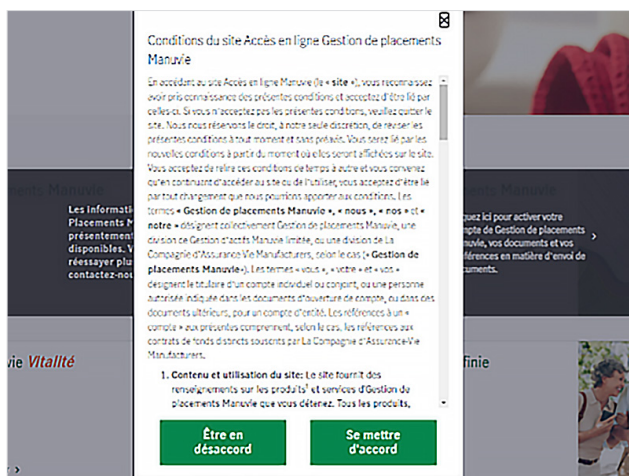 Conditions du site Accès en ligne Gestion de placements
Manuvie
En accédant au site Accès en ligne Manuvie (le « site »), vous reconnaissez
avoir pris connaissance des présentes conditions et acceptez d'être lié par
celles-ci. Si vous n'acceptez pas les présentes conditions, veuillez quitter le
site. Nous nous réservons le droit, à notre seule discrétion, de réviser les
présentes conditions à tout moment et sans préavis. Vous serez lié par les
nouvelles conditions à partir du moment où elles seront affichées sur le site.
Vous acceptez de relire ces conditions de temps à autre et vous convenez
qu'en continuant d'accéder au site ou de l'utiliser, vous acceptez d'être lié
par tout changement que nous pourrions apporter aux conditions. Les
termes « Gestion de placements Manuvie », « nous », « nos » et «
notre » désignent collectivement Gestion de placements Manuvie, une
division de Gestion d'actifs Manuvie limitée, ou une division de La
Compagnie d'Assurance-Vie Manufacturers, selon le cas (« Gestion de
placements Manuvie»). Les termes « vous », « votre » et « vos »
désignent le titulaire d'un compte individuel ou conjoint, ou une personne
autorisée indiquée dans les documents d'ouverture de compte, ou dans des
documents ultérieurs, pour un compte d'entité. Les références à un «
compte » aux présentes comprennent, selon le cas, les références aux
contrats de fonds distincts souscrits par La Compagnie d'Assurance-Vie
Manufacturers.
1. Contenu et utilisation du site: Le site fournit des
renseignements sur les produits¹ et services d'Gestion de
placements Manuvie que vous détenez. Tous les produits,
Être en
désaccord
Se mettre
d'accord
ements Manuvie
Les informati
Placements M
présentement
disponibles. V
réessayer plu
contactez-nou
ments Manuvie
quez ici pour activer votre
mpte de Gestion de placements
nuvie, vos documents et vos
férences en matière d'envoi de
cuments.
vie Vitalité
finie